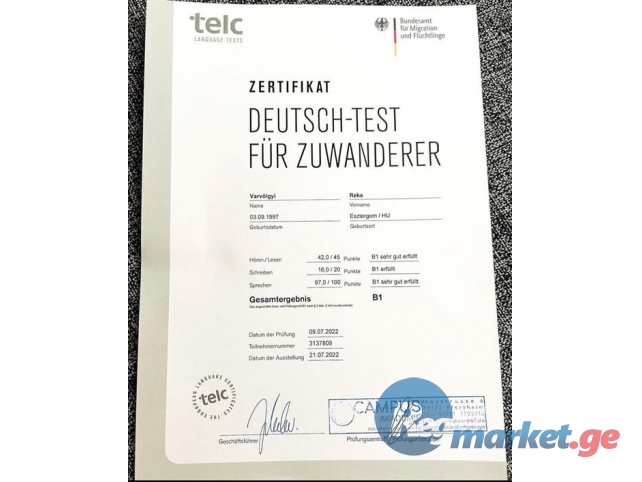 telc
LANGUAGE TESTS
Bundesamt
für Migration
und Flüchtlinge
ZERTIFIKAT
DEUTSCH-TEST
FÜR ZUWANDERER
Varvölgyi Reka
Name Vorname
03.09.1997 Esztergom / HU
Geburtsdatum Geburtsort
Hören/Lesen 42,0 / 45 Punkte B1 sehr gut erfüllt
Schreiben 16,0 / 20 Punkte B1 erfüllt
Sprechen 97,0 / 100 Punkte B1 sehr gut erfüllt
Gesamtergebnis B1
Datum der Prüfung 09.07.2022
Teilnehmernummer 3137809
Datum der Ausstellung 21.07.2022
telc
CAMPUS
Geschäftsführer
market.ge